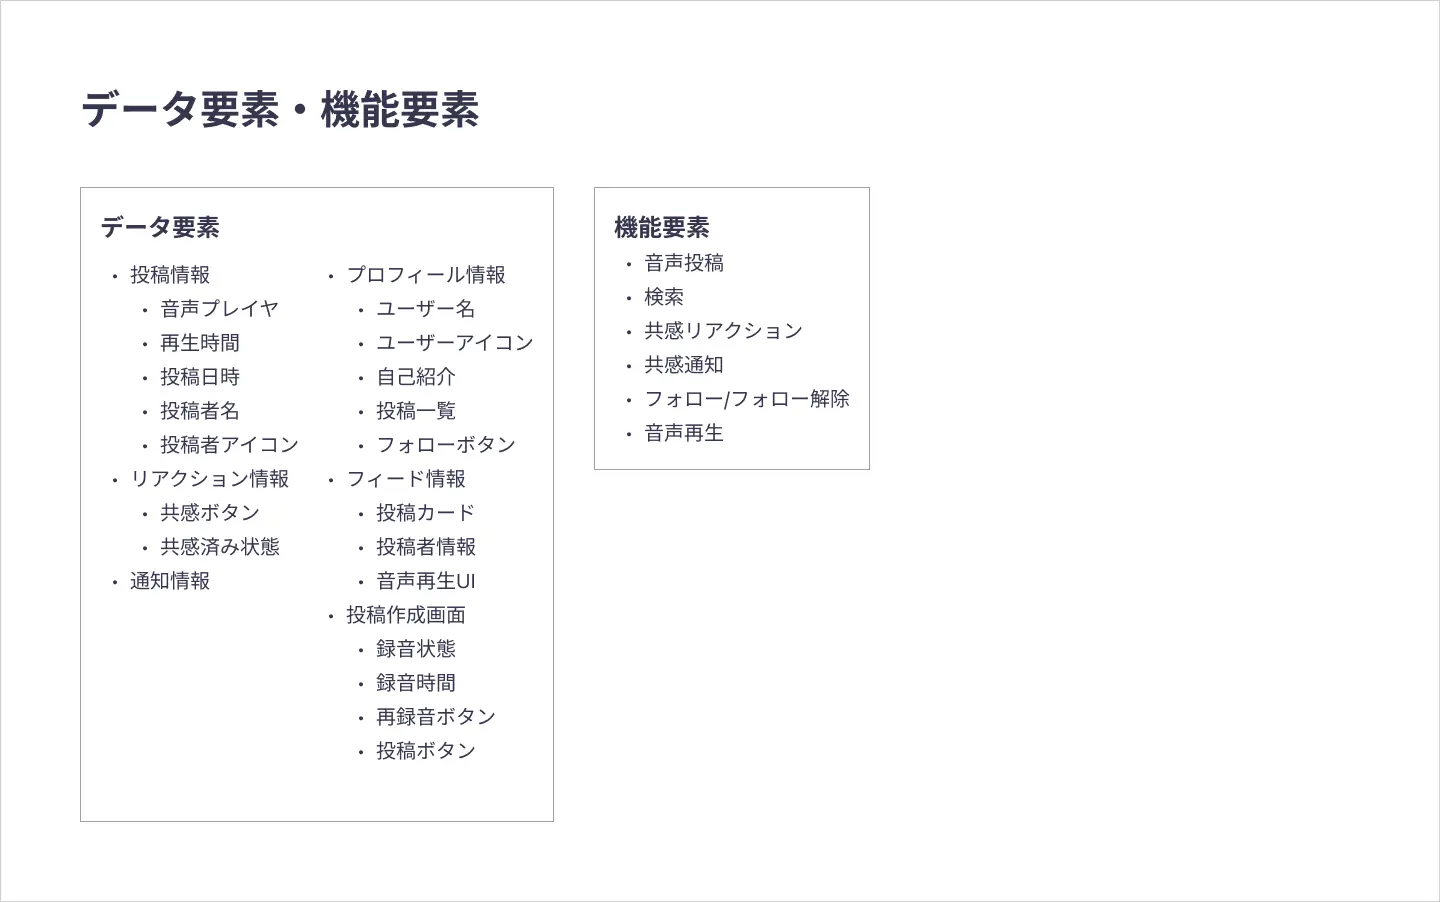 データ要素・機能要素
データ要素
・投稿情報
・音声プレイヤ
・再生時間
・投稿日時
・投稿者名
・投稿者アイコン
・リアクション情報
・共感ボタン
・共感済み状態
・通知情報
・プロフィール情報
・ユーザー名
・ユーザーアイコン
・自己紹介
・投稿一覧
・フォローボタン
・フィード情報
・投稿カード
・投稿者情報
・音声再生UI
・投稿作成画面
・録音状態
・録音時間
・再録音ボタン
・投稿ボタン
機能要素
・音声投稿
・検索
・共感リアクション
・共感通知
・フォロー/フォロー解除
・音声再生